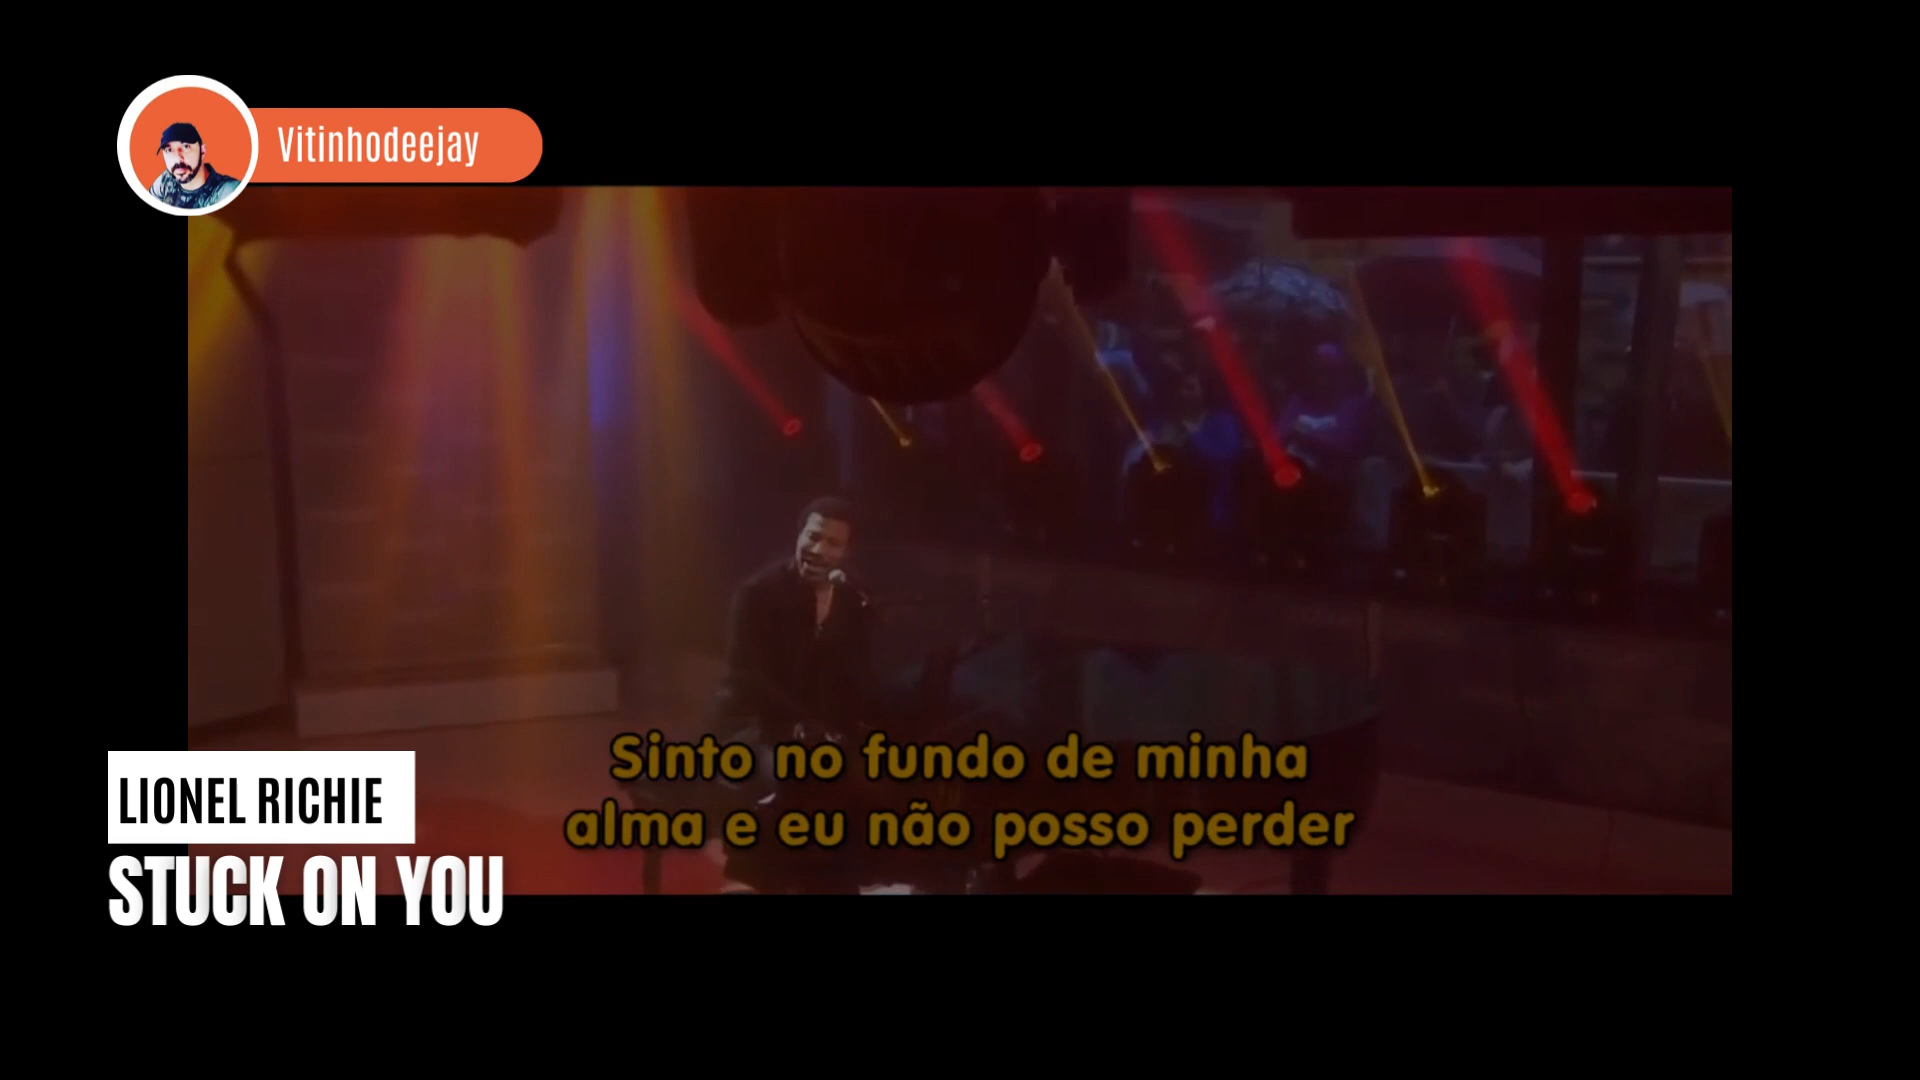 Vitinhodeejay
Sinto no fundo de minha
alma e eu não posso perder
LIONEL RICHIE
STUCK ON YOU